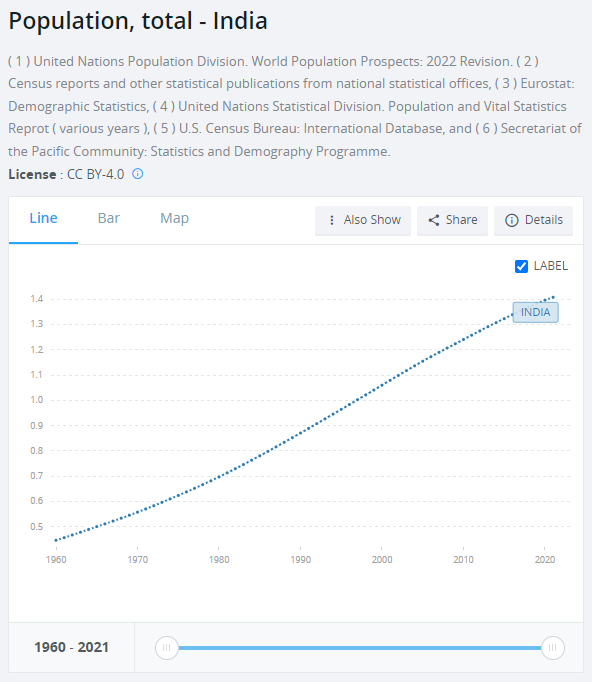 Population, total - India
( 1 ) United Nations Population Division. World Population Prospects: 2022 Revision. ( 2 )
Census reports and other statistical publications from national statistical offices, ( 3 ) Eurostat:
Demographic Statistics, ( 4 ) United Nations Statistical Division. Population and Vital Statistics
Reprot ( various years ), ( 5 ) U.S. Census Bureau: International Database, and ( 6 ) Secretariat of
the Pacific Community: Statistics and Demography Programme.
License : CC BY-4.0
Line Bar Map Also Show Share Details
LABEL
1.4
INDIA
1.3
1.2
1.1
1.0
0.9
0.8
0.7
0.6
0.5
1960 1970 1980 1990 2000 2010 2020
1960 - 2021